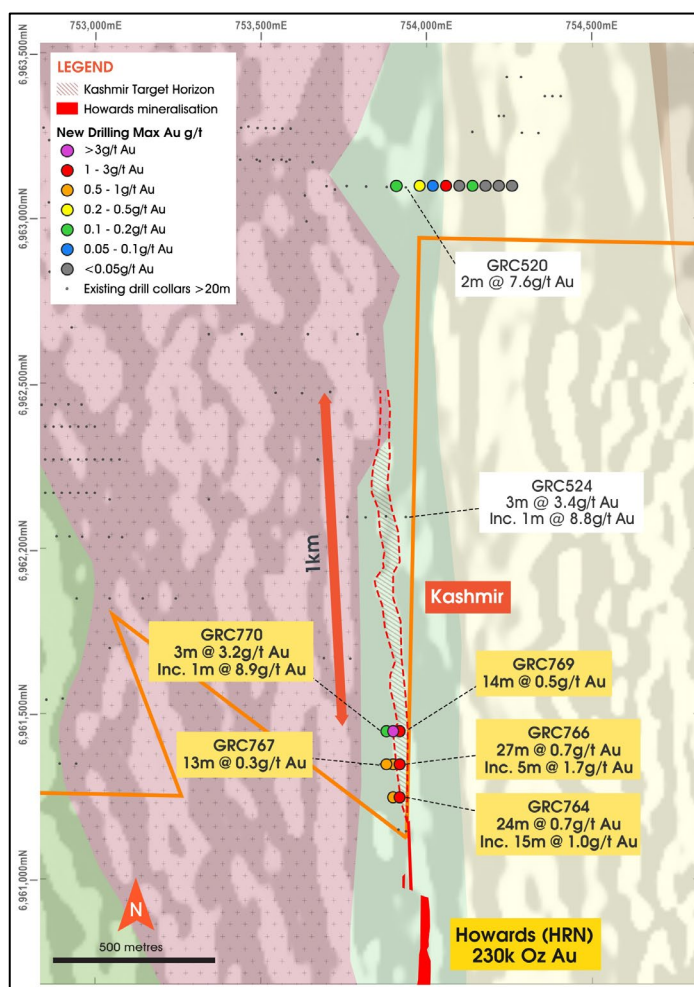 753,000mE
753,500mE
754,000mE
754,500mE
6,963,500mN
6,963,000mN
6,962,500mN
6,962,200mN
6,961,500mN
6,961,000mN
LEGEND
Kashmir Target Horizon
Howards mineralisation
New Drilling Max Au g/t
>3g/t Au
1 - 3g/t Au
0.5 - 1g/t Au
0.2 - 0.5g/t Au
0.1 - 0.2g/t Au
0.05 - 0.1g/t Au
<0.05g/t Au
Existing drill collars >20m
GRC520
2m @ 7.6g/t Au
GRC524
3m @ 3.4g/t Au
Inc. 1m @ 8.8g/t Au
1km
Kashmir
GRC770
3m @ 3.2g/t Au
Inc. 1m @ 8.9g/t Au
GRC769
14m @ 0.5g/t Au
GRC767
13m @ 0.3g/t Au
GRC766
27m @ 0.7g/t Au
Inc. 5m @ 1.7g/t Au
GRC764
24m @ 0.7g/t Au
Inc. 15m @ 1.0g/t Au
N
500 metres
Howards (HRN)
230k Oz Au